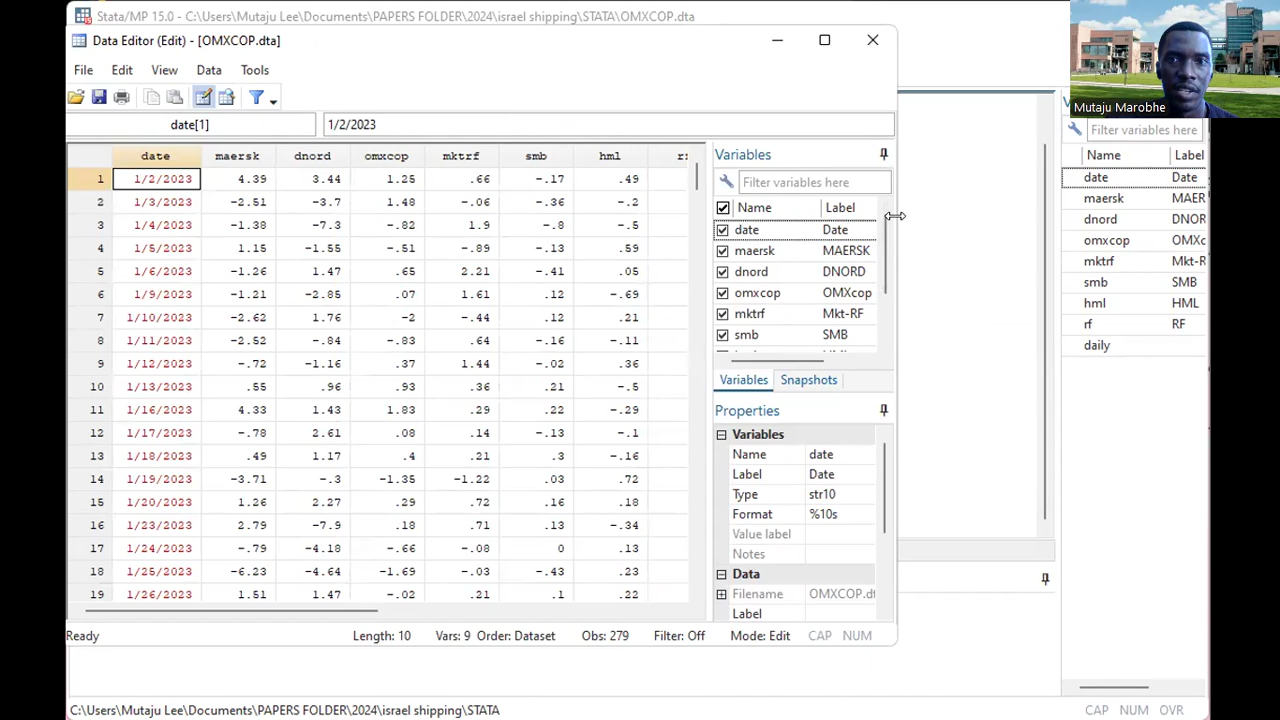 Stata/MP 15.0 - C:\Users\Mutaju Lee\Documents\PAPERS FOLDER\2024\israel shipping\STATA\OMXCOP.dta
Data Editor (Edit) - [OMXCOP.dta]
File Edit View Data Tools
date[1] 1/2/2023
date maersk dnord omxcop mktrf smb hml
1 1/2/2023 4.39 3.44 1.25 .66 -.17 .49
2 1/3/2023 -2.51 -3.7 1.48 -.06 -.36 -.2
3 1/4/2023 -1.38 -7.3 -.82 1.9 -.8 -.5
4 1/5/2023 1.15 -1.55 -.51 -.89 -.13 .59
5 1/6/2023 -1.26 1.47 .65 2.21 -.41 .05
6 1/9/2023 -1.21 -2.85 .07 1.61 .12 -.69
7 1/10/2023 -2.62 1.76 -2 -.44 .12 .21
8 1/11/2023 -2.52 -.84 -.83 .64 -.16 -.11
9 1/12/2023 -.72 -1.16 .37 1.44 -.02 .36
10 1/13/2023 .55 .96 .93 .36 .21 -.5
11 1/16/2023 4.33 1.43 1.83 .29 .22 -.29
12 1/17/2023 -.78 2.61 .08 .14 -.13 -.1
13 1/18/2023 .49 1.17 .4 .21 .3 -.16
14 1/19/2023 -3.71 -.3 -1.35 -1.22 .03 .72
15 1/20/2023 1.26 2.27 .29 .72 .16 .18
16 1/23/2023 2.79 -7.9 .18 .71 .13 -.34
17 1/24/2023 -.79 -4.18 -.66 -.08 0 .13
18 1/25/2023 -6.23 -4.64 -1.69 -.03 -.43 .23
19 1/26/2023 1.51 1.47 -.02 .21 .1 .22
Variables
Filter variables here
Name Label
date Date
maersk MAERSK
dnord DNORD
omxcop OMXcop
mktrf Mkt-RF
smb SMB
Variables Snapshots
Properties
Variables
Name date
Label Date
Type str10
Format %10s
Value label
Notes
Data
Filename OMXCOP.dt
Label
Ready Length: 10 Vars: 9 Order: Dataset Obs: 279 Filter: Off Mode: Edit CAP NUM
Mutaju Marobhe
Filter variables here
Name Label
date Date
maersk MAER
dnord DNOR
omxcop OMXc
mktrf Mkt-R
smb SMB
hml HML
rf RF
daily
C:\Users\Mutaju Lee\Documents\PAPERS FOLDER\2024\israel shipping\STATA
CAP NUM OVR